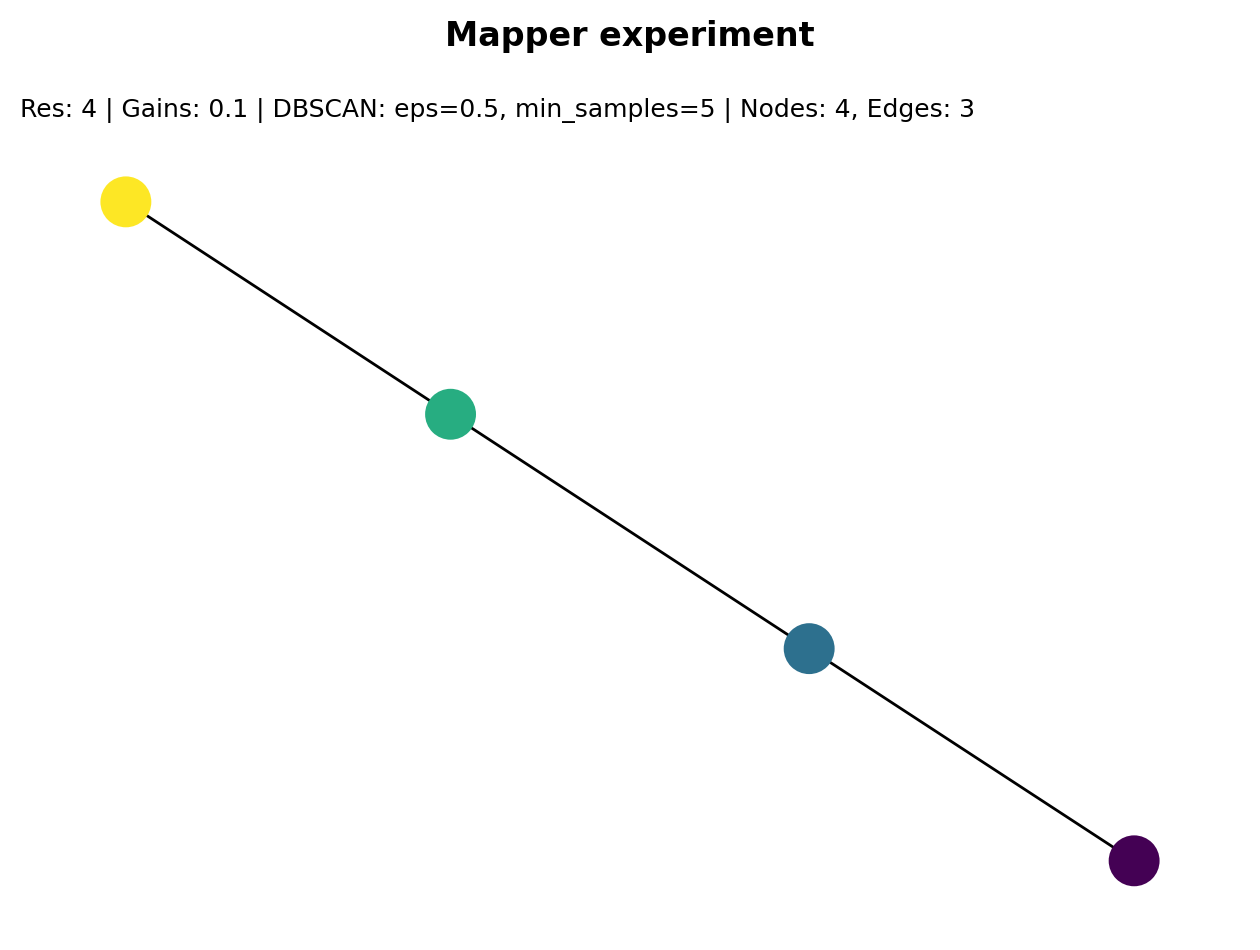 Mapper experiment
Res: 4 | Gains: 0.1 | DBSCAN: eps=0.5, min_samples=5 | Nodes: 4, Edges: 3